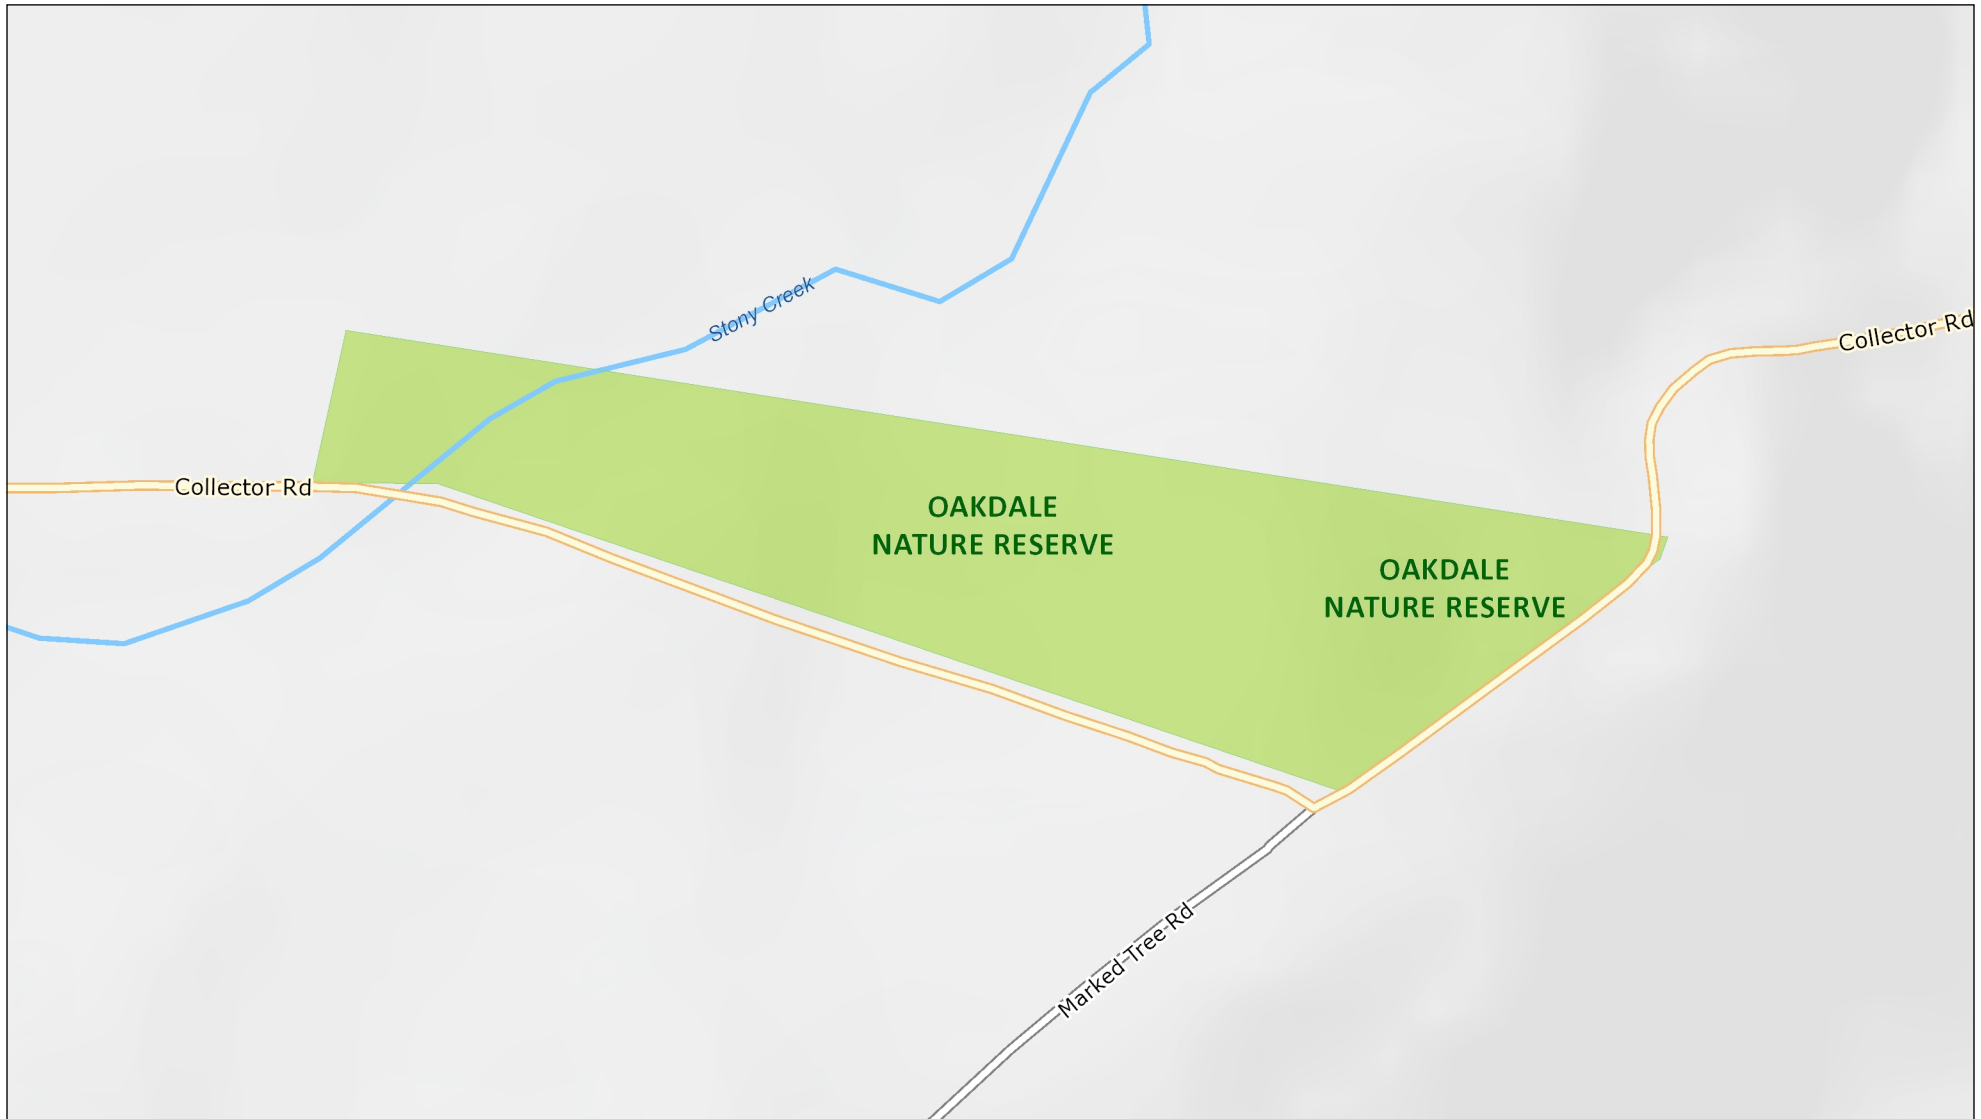 Stony Creek
Collector Rd
Collector Rd
OAKDALE
NATURE RESERVE
OAKDALE
NATURE RESERVE
Marked Tree Rd